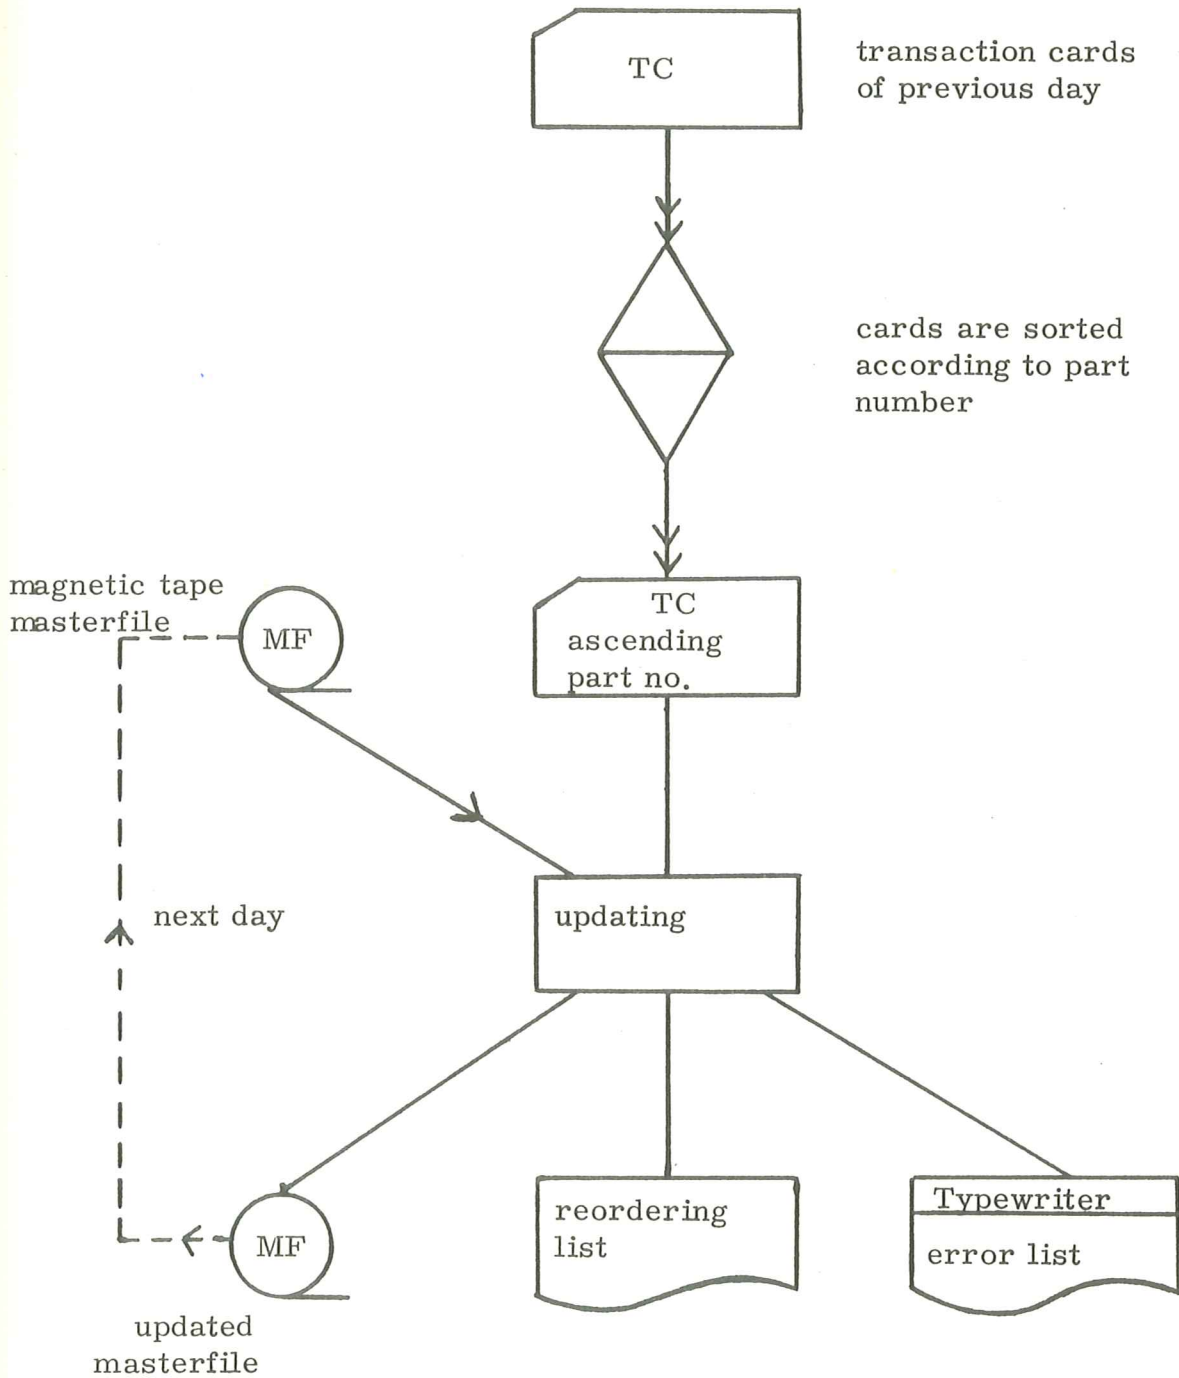 TC
transaction cards
of previous day
cards are sorted
according to part
number
magnetic tape
masterfile
MF
TC
ascending
part no.
next day
updating
MF
updated
masterfile
reordering
list
Typewriter
error list